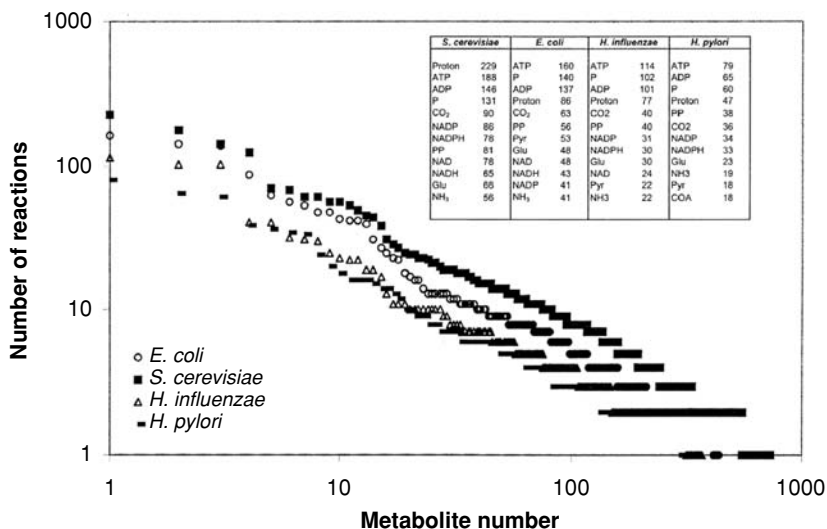 1000
S. cerevisiae E. coli H. influenzae H. pylori
Proton 229 ATP 160 ATP 114 ATP 79
ATP 188 P 140 P 102 ADP 65
ADP 146 ADP 137 ADP 101 P 60
P 131 Proton 86 Proton 77 Proton 47
CO₂ 90 CO₂ 63 CO2 40 PP 38
NADP 86 PP 56 PP 40 CO2 36
NADPH 78 Pyr 53 NADP 31 NADP 34
PP 81 Glu 48 NADPH 30 NADPH 33
NAD 78 NAD 48 Glu 30 Glu 23
NADH 65 NADH 43 NAD 24 NH3 19
Glu 68 NADP 41 Pyr 22 Pyr 18
NH₃ 56 NH₃ 41 NH3 22 COA 18
100
Number of reactions
10
E. coli
S. cerevisiae
H. influenzae
H. pylori
1
1 10 100 1000
Metabolite number